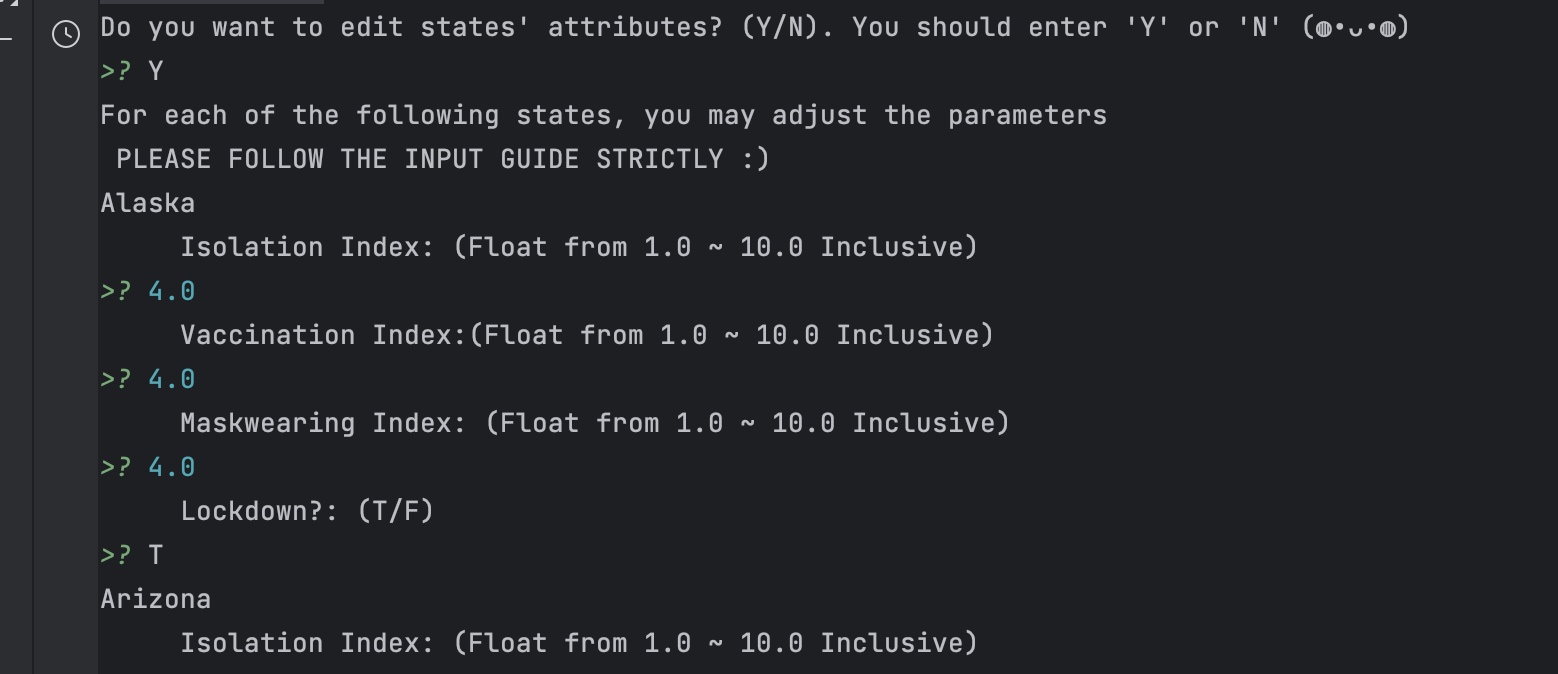 Do you want to edit states' attributes? (Y/N). You should enter 'Y' or 'N' (◍•ᴗ•◍)
>? Y
For each of the following states, you may adjust the parameters
PLEASE FOLLOW THE INPUT GUIDE STRICTLY :)
Alaska
Isolation Index: (Float from 1.0 ~ 10.0 Inclusive)
>? 4.0
Vaccination Index:(Float from 1.0 ~ 10.0 Inclusive)
>? 4.0
Maskwearing Index: (Float from 1.0 ~ 10.0 Inclusive)
>? 4.0
Lockdown?: (T/F)
>? T
Arizona
Isolation Index: (Float from 1.0 ~ 10.0 Inclusive)